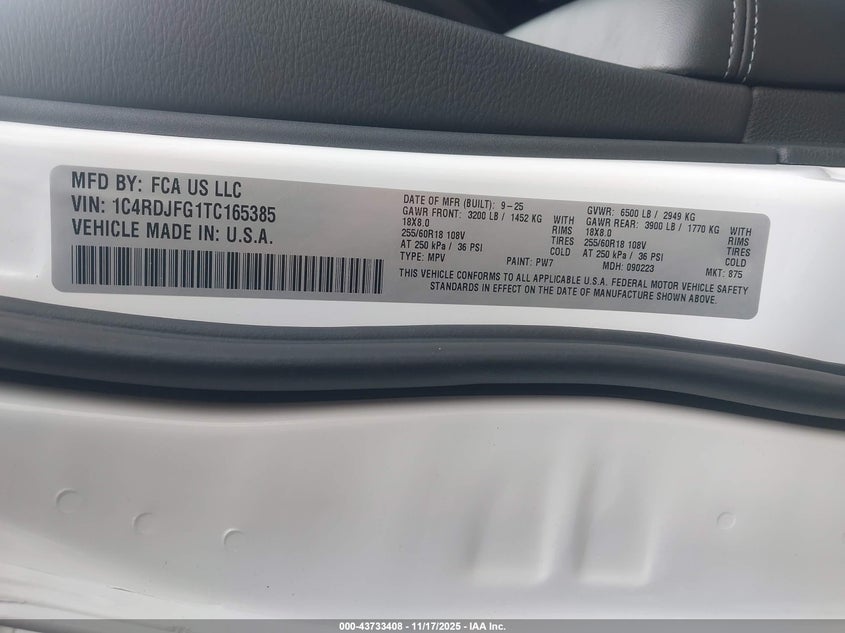 MFD BY: FCA US LLC
VIN: 1C4RDJFG1TC165385
VEHICLE MADE IN: U.S.A.
DATE OF MFR (BUILT): 9-25
GAWR FRONT: 3200 LB / 1452 KG WITH
18X8.0 RIMS
255/60R18 108V TIRES
AT 250 kPa / 36 PSI COLD
TYPE: MPV PAINT: PW7
GVWR: 6500 LB / 2949 KG
GAWR REAR: 3900 LB / 1770 KG WITH
18X8.0 RIMS
255/60R18 108V TIRES
AT 250 kPa / 36 PSI COLD
MDH: 090223 MKT: 875
THIS VEHICLE CONFORMS TO ALL APPLICABLE U.S.A. FEDERAL MOTOR VEHICLE SAFETY
STANDARDS IN EFFECT ON THE DATE OF MANUFACTURE SHOWN ABOVE.
000-43733408 - 11/17/2025 - IAA Inc.